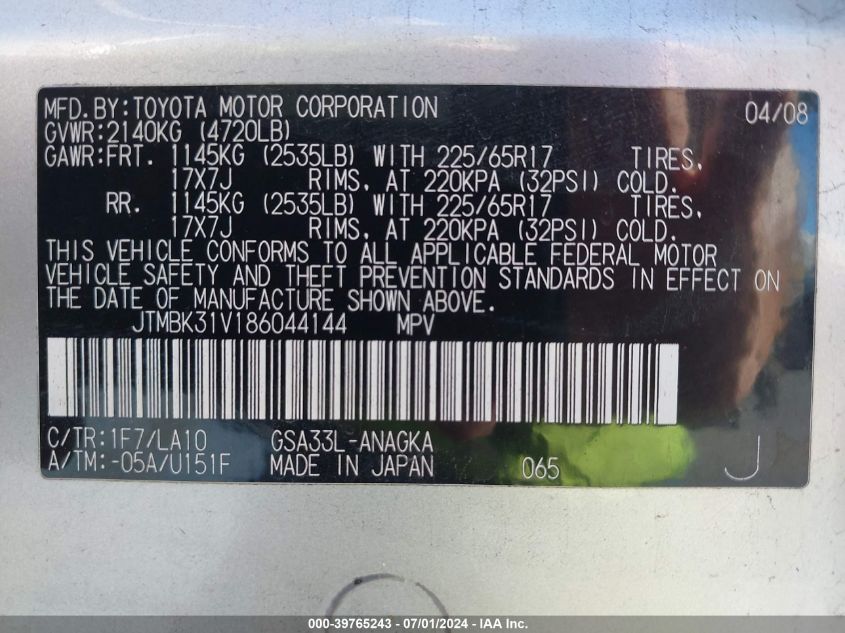 MFD. BY: TOYOTA MOTOR CORPORATION 04/08
GVWR: 2140KG (4720LB)
GAWR: FRT. 1145KG (2535LB) WITH 225/65R17 TIRES,
17X7J RIMS, AT 220KPA (32PSI) COLD.
RR. 1145KG (2535LB) WITH 225/65R17 TIRES,
17X7J RIMS, AT 220KPA (32PSI) COLD.
THIS VEHICLE CONFORMS TO ALL APPLICABLE FEDERAL MOTOR
VEHICLE SAFETY AND THEFT PREVENTION STANDARDS IN EFFECT ON
THE DATE OF MANUFACTURE SHOWN ABOVE.
JTMBK31V186044144 MPV
C/TR: 1F7/LA10 GSA33L-ANAGKA
A/TM: -05A/U151F MADE IN JAPAN 065 J
000-39765243 - 07/01/2024 - IAA Inc.